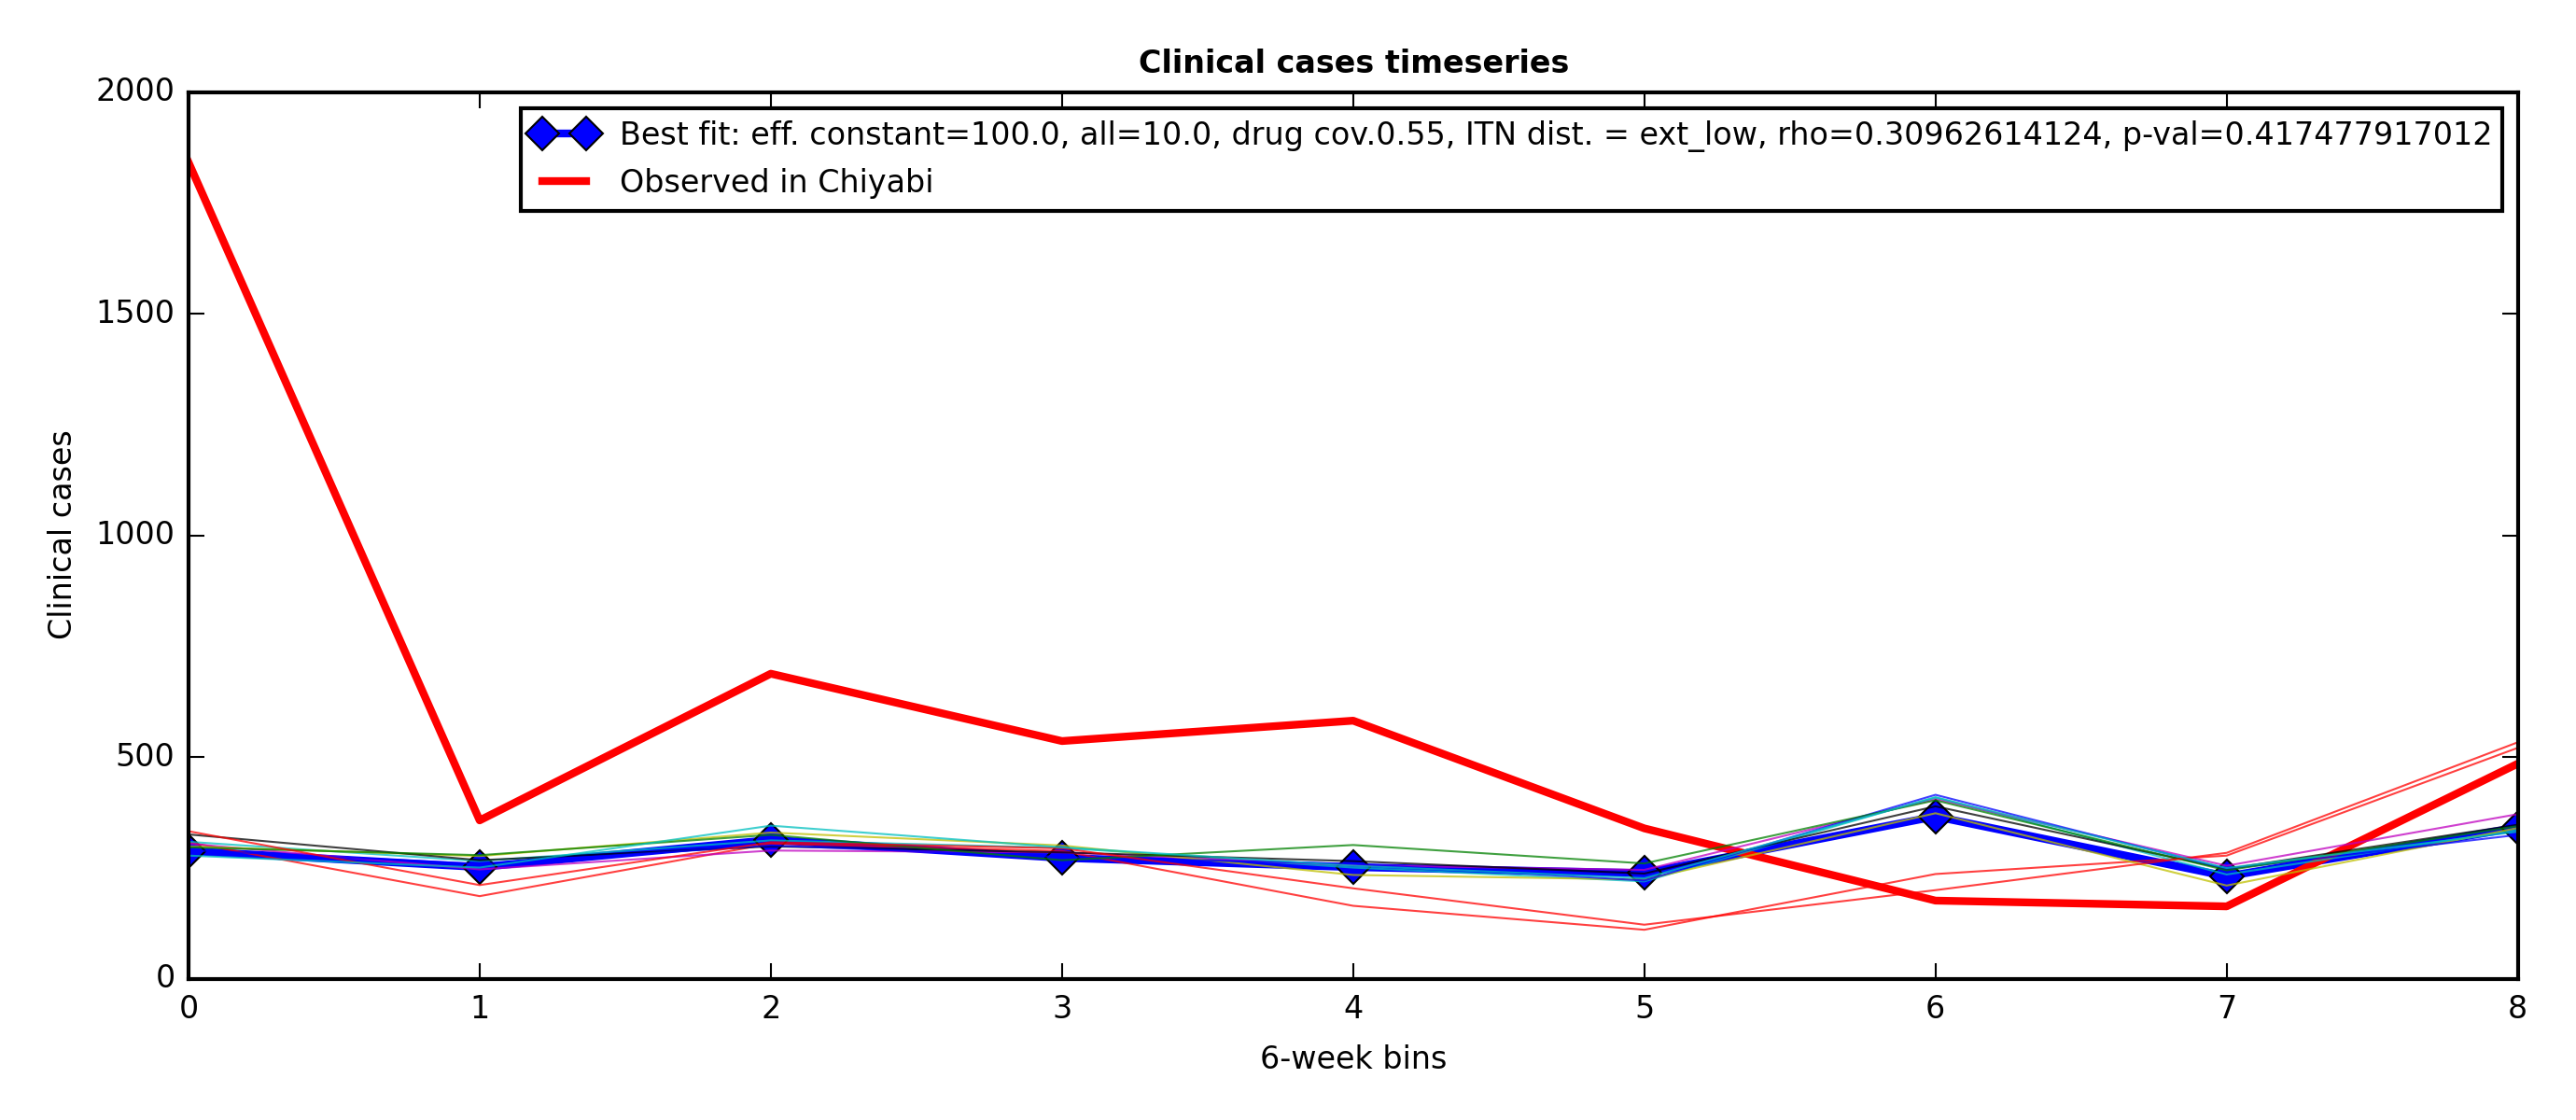 Clinical cases timeseries
2000
Best fit: eff. constant=100.0, all=10.0, drug cov.0.55, ITN dist. = ext_low, rho=0.30962614124, p-val=0.417477917012
Observed in Chiyabi
1500
1000
500
0
Clinical cases
0 1 2 3 4 5 6 7 8
6-week bins